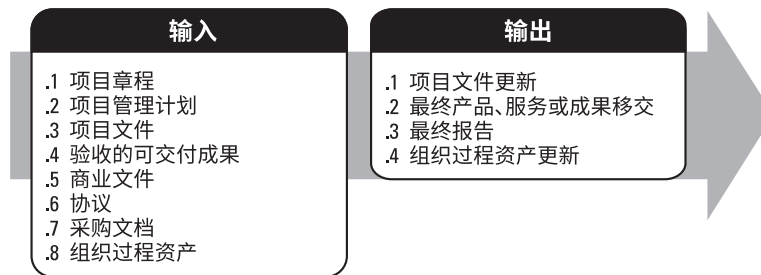 输入
.1 项目章程
.2 项目管理计划
.3 项目文件
.4 验收的可交付成果
.5 商业文件
.6 协议
.7 采购文档
.8 组织过程资产
输出
.1 项目文件更新
.2 最终产品、服务或成果移交
.3 最终报告
.4 组织过程资产更新